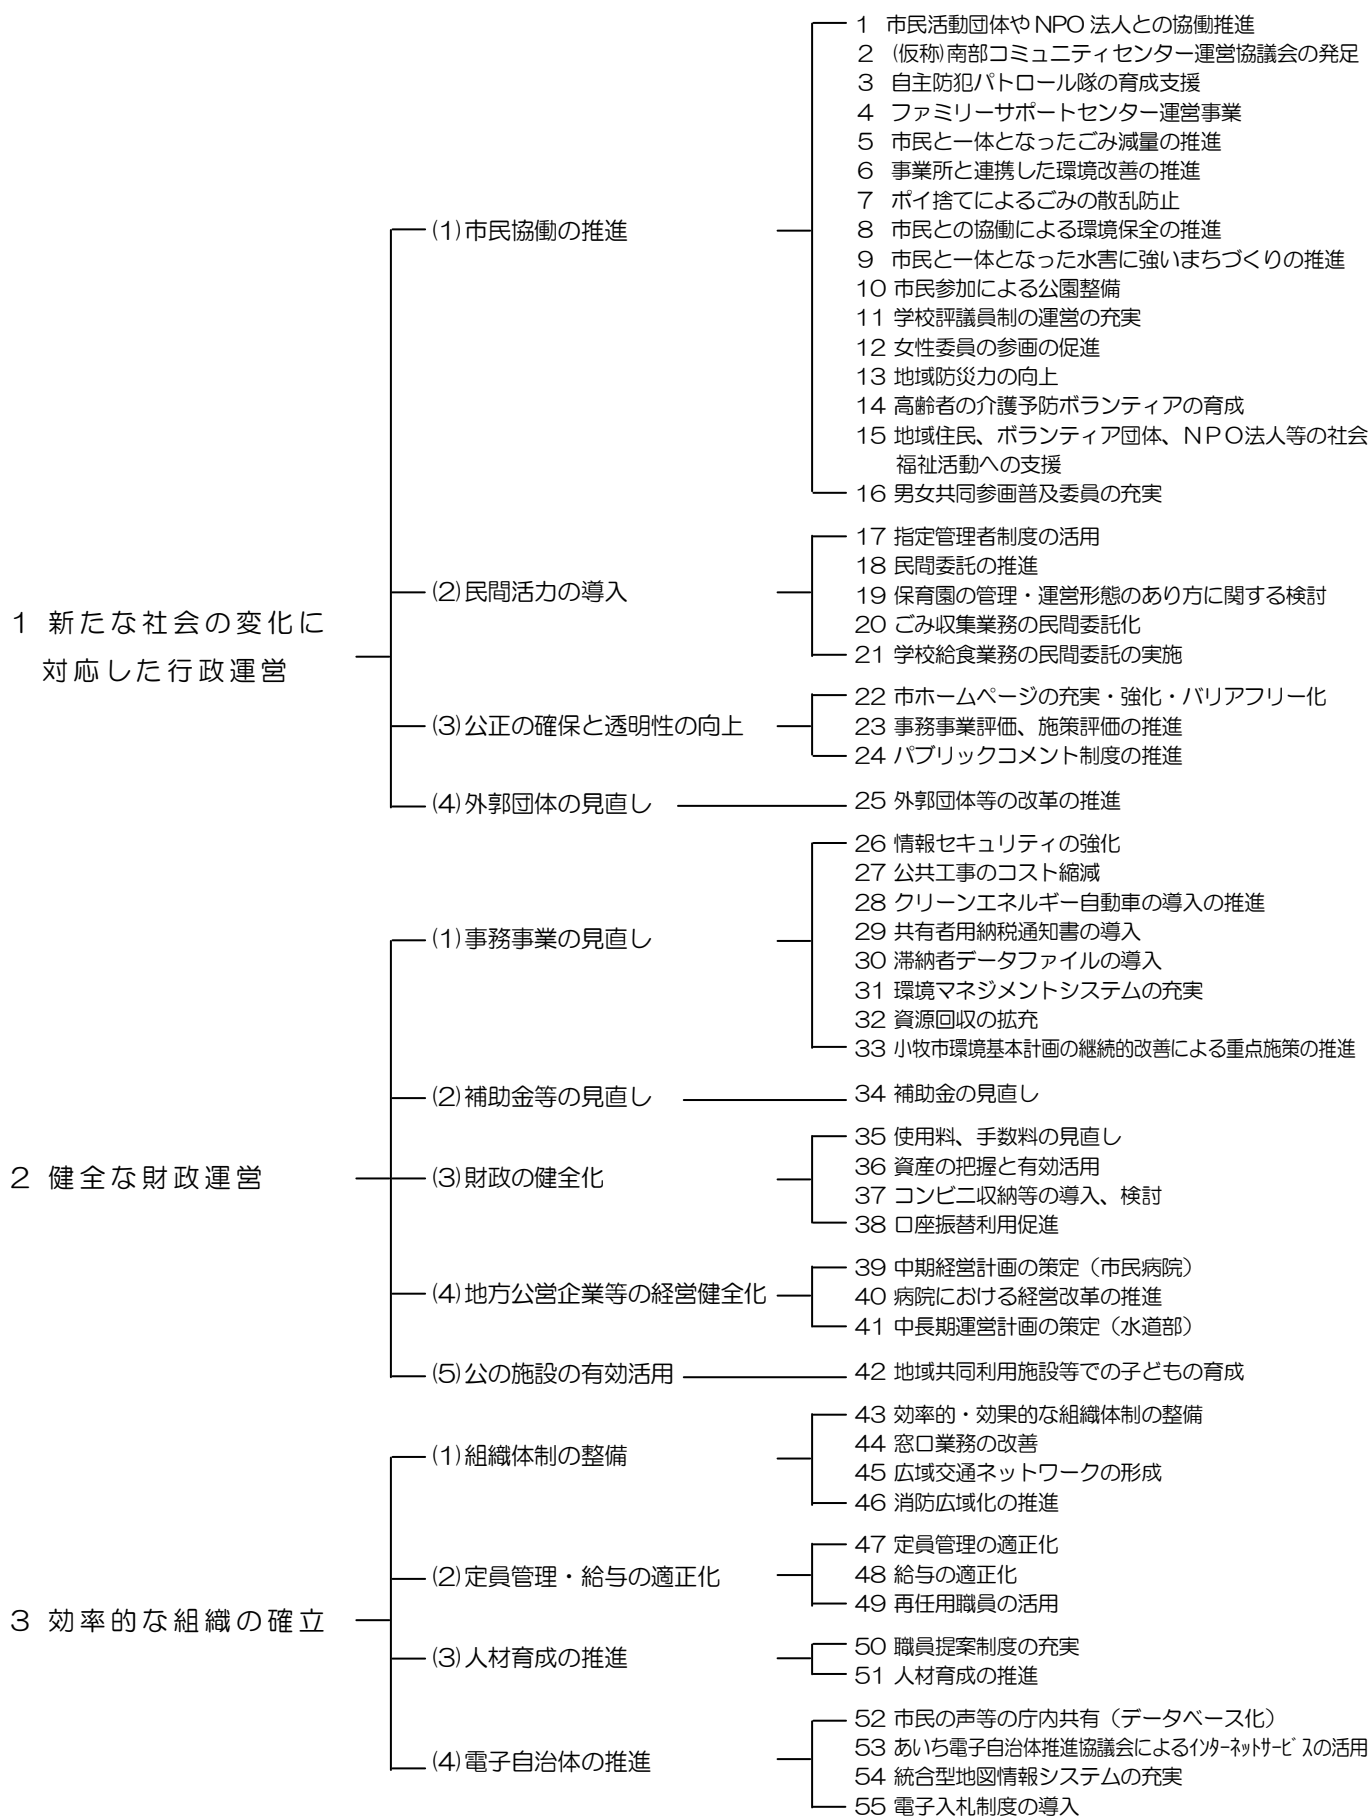 1 新たな社会の変化に
対応した行政運営
(1)市民協働の推進
1 市民活動団体や NPO 法人との協働推進
2 (仮称)南部コミュニティセンター運営協議会の発足
3 自主防犯パトロール隊の育成支援
4 ファミリーサポートセンター運営事業
5 市民と一体となったごみ減量の推進
6 事業所と連携した環境改善の推進
7 ポイ捨てによるごみの散乱防止
8 市民との協働による環境保全の推進
9 市民と一体となった水害に強いまちづくりの推進
10 市民参加による公園整備
11 学校評議員制の運営の充実
12 女性委員の参画の促進
13 地域防災力の向上
14 高齢者の介護予防ボランティアの育成
15 地域住民、ボランティア団体、ＮＰＯ法人等の社会
福祉活動への支援
16 男女共同参画普及委員の充実
(2)民間活力の導入
17 指定管理者制度の活用
18 民間委託の推進
19 保育園の管理・運営形態のあり方に関する検討
20 ごみ収集業務の民間委託化
21 学校給食業務の民間委託の実施
(3)公正の確保と透明性の向上
22 市ホームページの充実・強化・バリアフリー化
23 事務事業評価、施策評価の推進
24 パブリックコメント制度の推進
(4)外郭団体の見直し
25 外郭団体等の改革の推進
2 健全な財政運営
(1)事務事業の見直し
26 情報セキュリティの強化
27 公共工事のコスト縮減
28 クリーンエネルギー自動車の導入の推進
29 共有者用納税通知書の導入
30 滞納者データファイルの導入
31 環境マネジメントシステムの充実
32 資源回収の拡充
33 小牧市環境基本計画の継続的改善による重点施策の推進
(2)補助金等の見直し
34 補助金の見直し
(3)財政の健全化
35 使用料、手数料の見直し
36 資産の把握と有効活用
37 コンビニ収納等の導入、検討
38 口座振替利用促進
(4)地方公営企業等の経営健全化
39 中期経営計画の策定（市民病院）
40 病院における経営改革の推進
41 中長期運営計画の策定（水道部）
(5)公の施設の有効活用
42 地域共同利用施設等での子どもの育成
3 効率的な組織の確立
(1)組織体制の整備
43 効率的・効果的な組織体制の整備
44 窓口業務の改善
45 広域交通ネットワークの形成
46 消防広域化の推進
(2)定員管理・給与の適正化
47 定員管理の適正化
48 給与の適正化
49 再任用職員の活用
(3)人材育成の推進
50 職員提案制度の充実
51 人材育成の推進
(4)電子自治体の推進
52 市民の声等の庁内共有（データベース化）
53 あいち電子自治体推進協議会によるｲﾝﾀｰﾈｯﾄｻｰﾋﾞｽの活用
54 統合型地図情報システムの充実
55 電子入札制度の導入